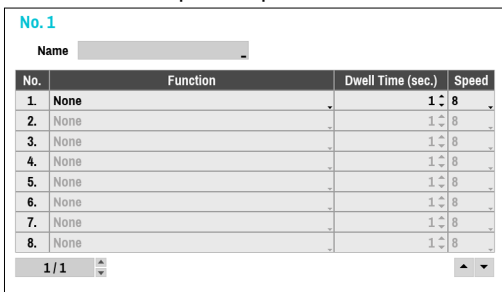 No. 1
Name
No. Function Dwell Time (sec.) Speed
1. None 1 8
2. None 1 8
3. None 1 8
4. None 1 8
5. None 1 8
6. None 1 8
7. None 1 8
8. None 1 8
1 / 1